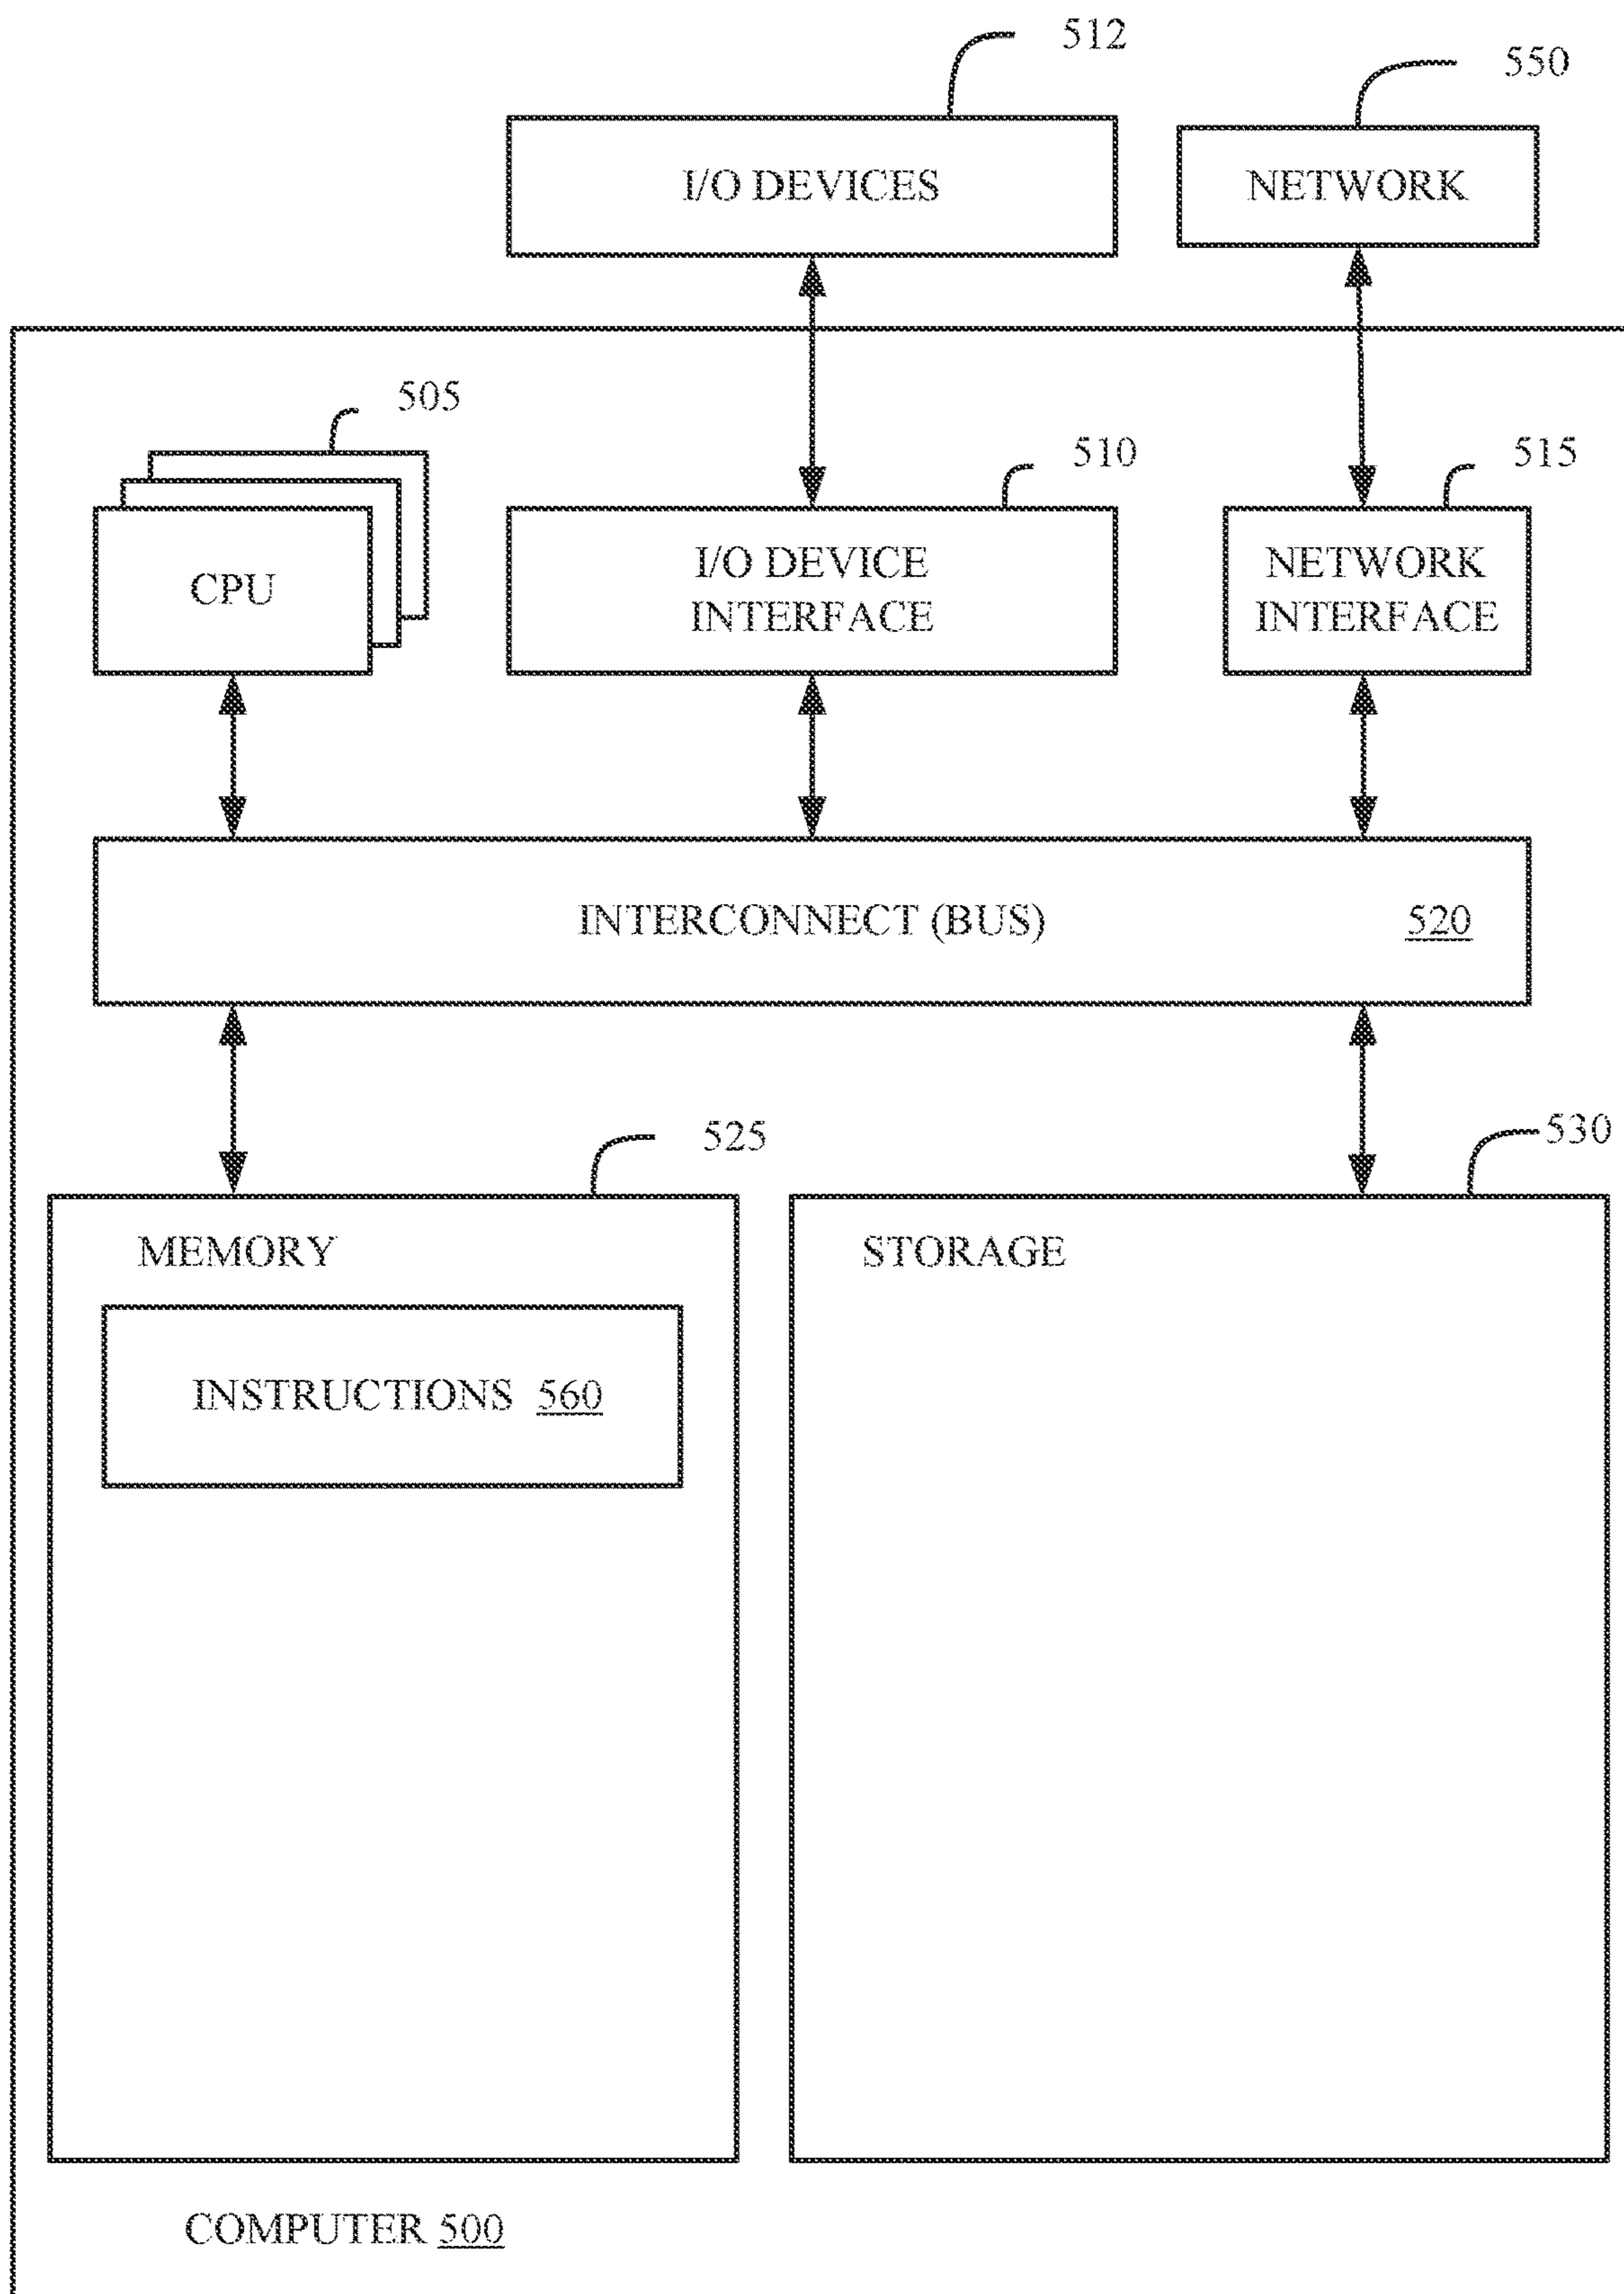 512
550
I/O DEVICES
NETWORK
505
510
515
CPU
I/O DEVICE
INTERFACE
NETWORK
INTERFACE
INTERCONNECT (BUS) 520
525
530
MEMORY
STORAGE
INSTRUCTIONS 560
COMPUTER 500